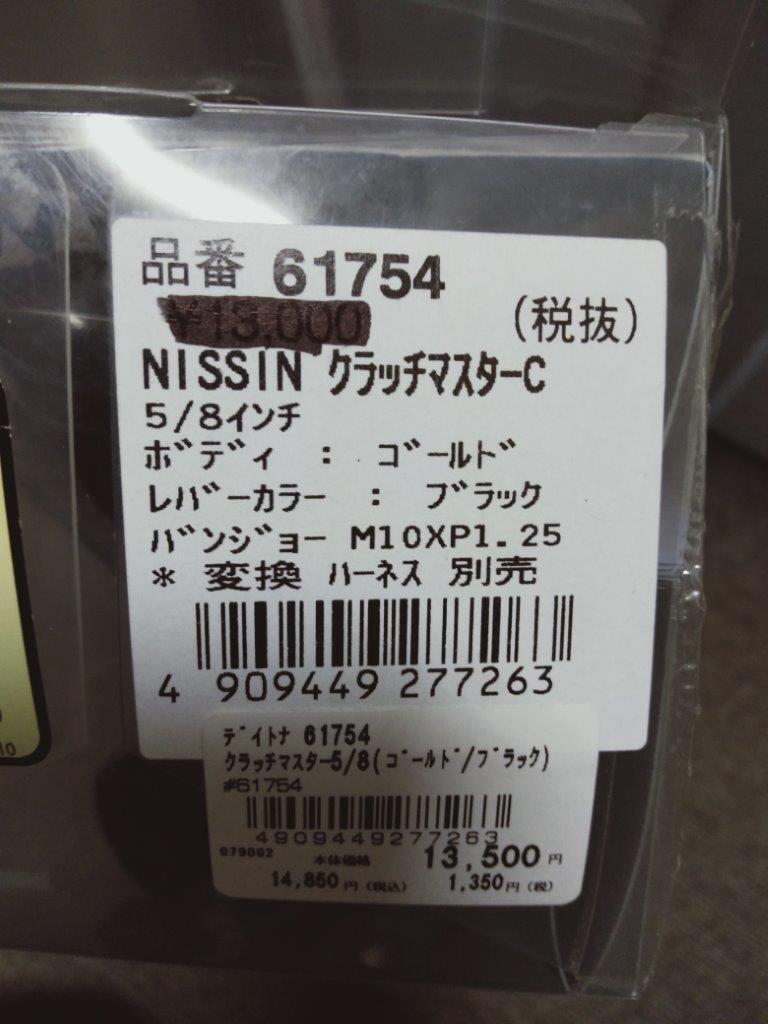 品番 61754
¥13,000
(税抜)
NISSIN クラッチマスターC
5/8インチ
ボディ : ゴールド
レバーカラー : ブラック
バンジョー M10XP1.25
* 変換 ハーネス 別売
4 909449 277263
デイトナ 61754
クラッチマスター5/8(ゴールド/ブラック)
#61754
4909449277263
079002 本体価格 13,500円
14,850円(税込) 1,350円(税)
10